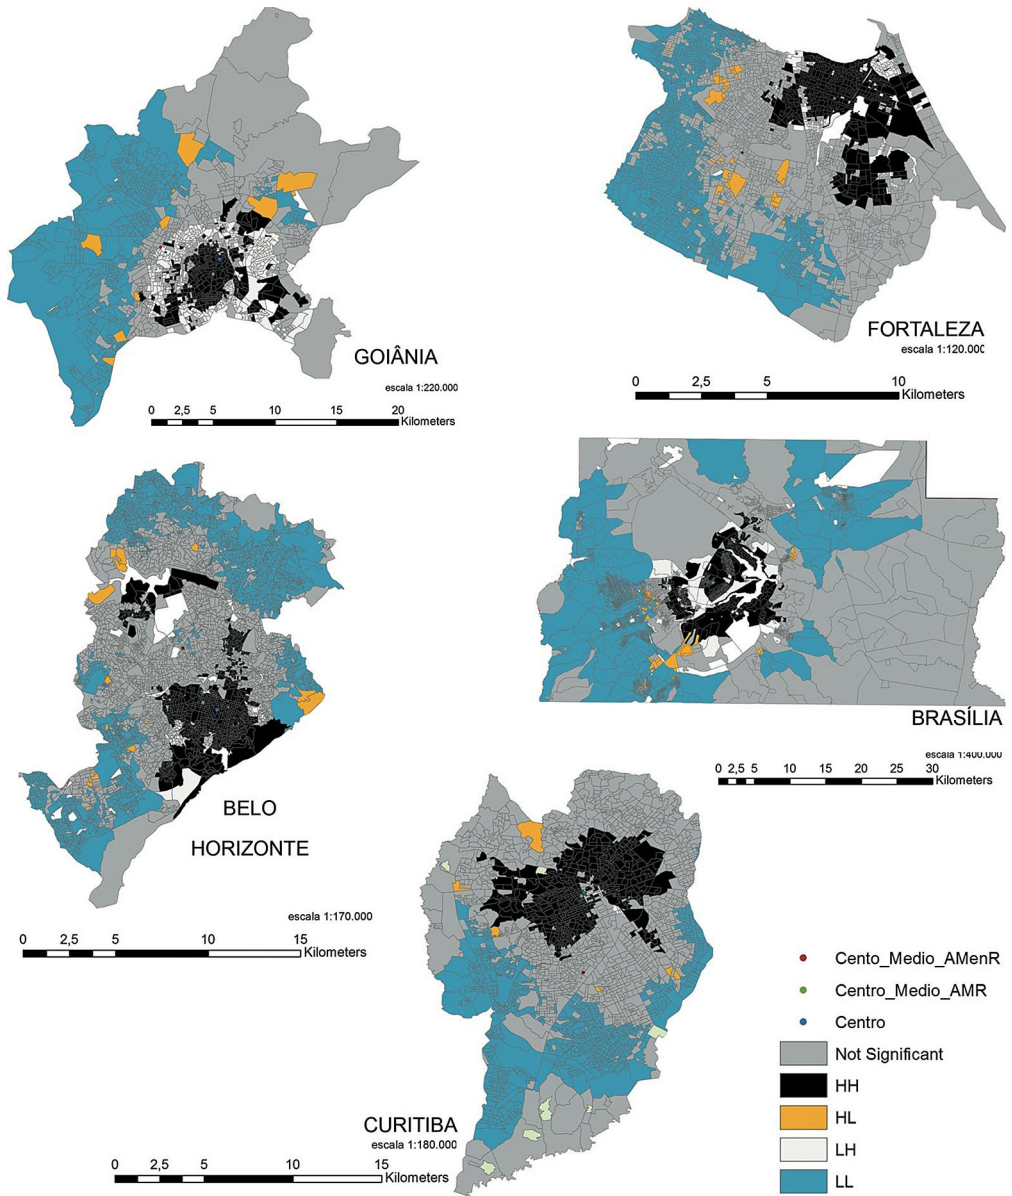 GOIÂNIA
escala 1:220.000
0 2,5 5 10 15 20
Kilometers
FORTALEZA
escala 1:120.000
0 2,5 5 10
Kilometers
BELO
HORIZONTE
escala 1:170.000
0 2,5 5 10 15
Kilometers
BRASÍLIA
escala 1:400.000
0 2,5 5 10 15 20 25 30
Kilometers
CURITIBA
escala 1:180.000
0 2,5 5 10 15
Kilometers
Cento_Medio_AMenR
Centro_Medio_AMR
Centro
Not Significant
HH
HL
LH
LL